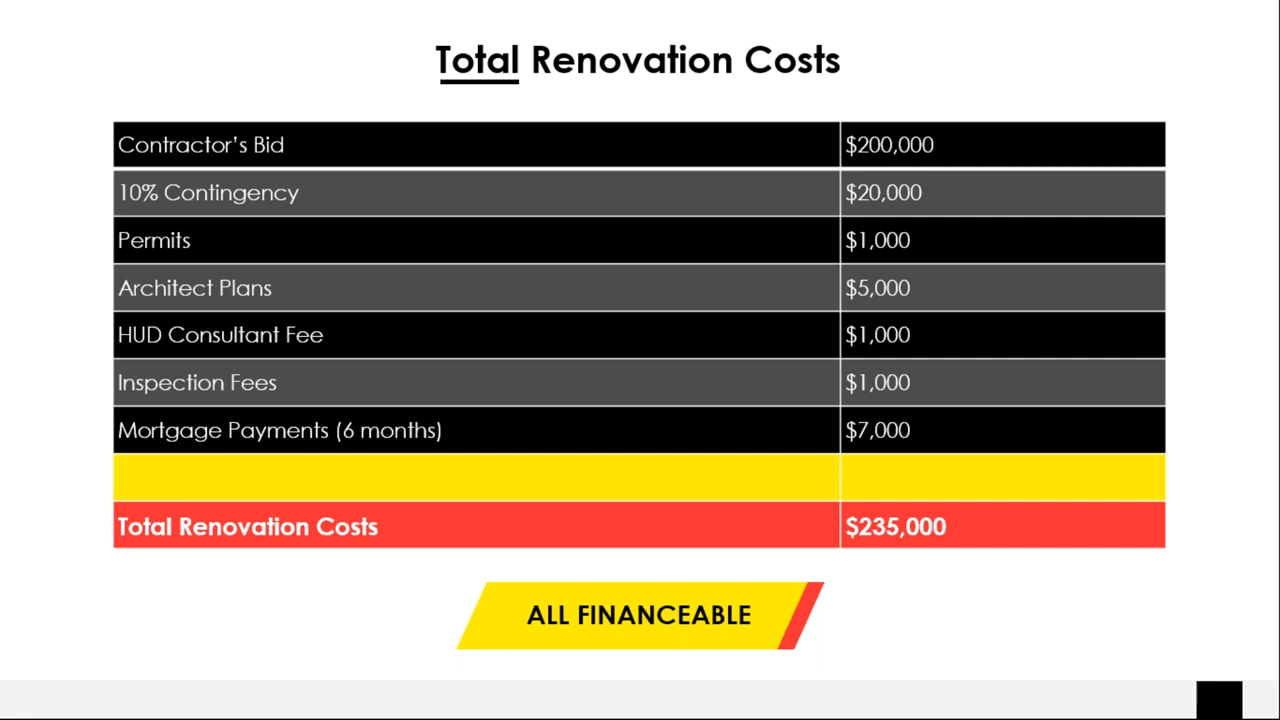 Total Renovation Costs
Contractor’s Bid $200,000
10% Contingency $20,000
Permits $1,000
Architect Plans $5,000
HUD Consultant Fee $1,000
Inspection Fees $1,000
Mortgage Payments (6 months) $7,000
Total Renovation Costs $235,000
ALL FINANCEABLE